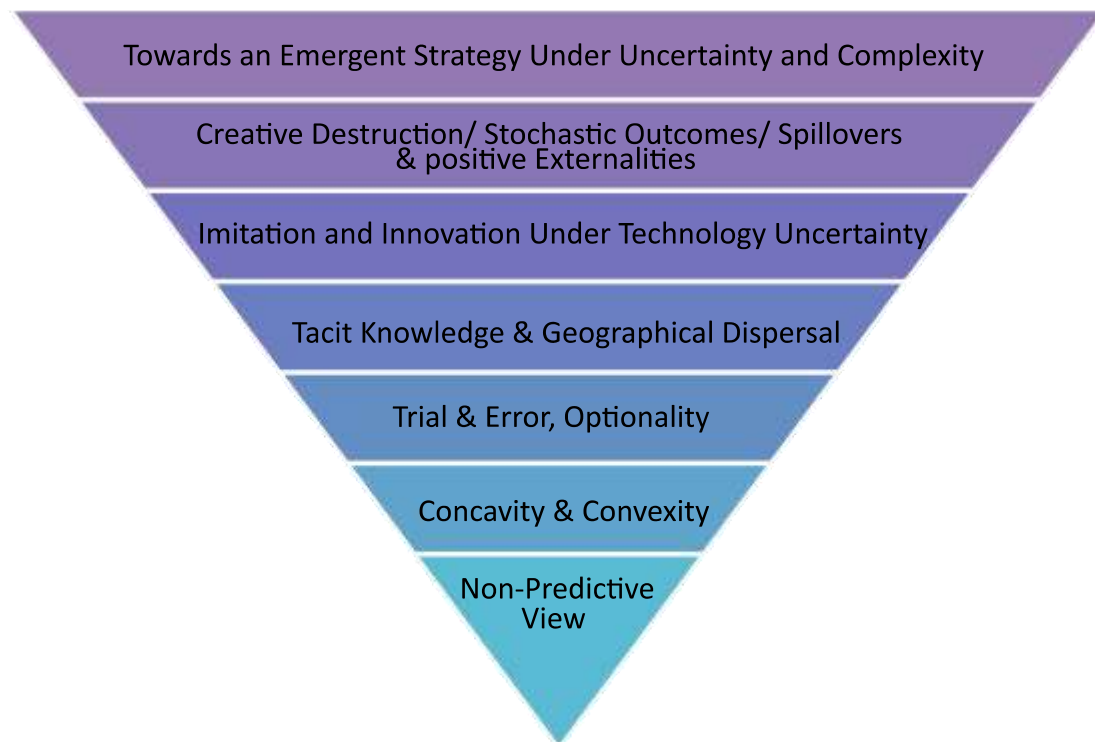 Towards an Emergent Strategy Under Uncertainty and Complexity
Creative Destruction/ Stochastic Outcomes/ Spillovers
& positive Externalities
Imitation and Innovation Under Technology Uncertainty
Tacit Knowledge & Geographical Dispersal
Trial & Error, Optionality
Concavity & Convexity
Non-Predictive
View